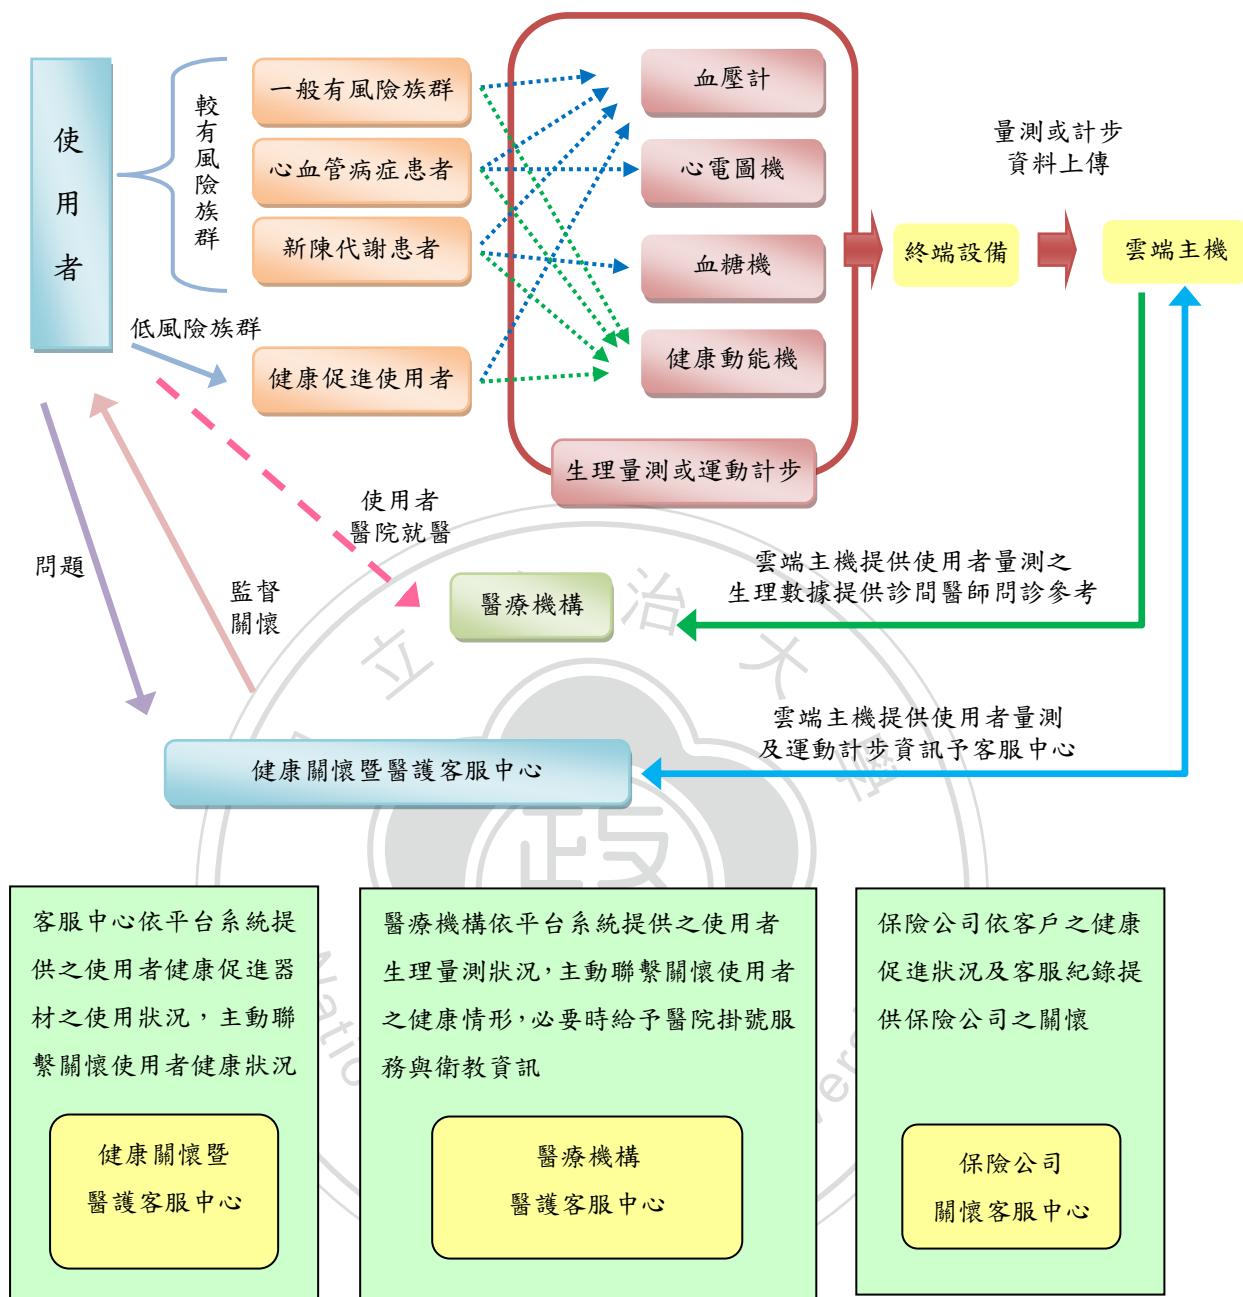 使用者
較有風險族群
一般有風險族群
心血管病症患者
新陳代謝患者
低風險族群
健康促進使用者
血壓計
心電圖機
血糖機
健康動能機
生理量測或運動計步
量測或計步
資料上傳
終端設備
雲端主機
使用者
醫院就醫
問題
監督
關懷
醫療機構
雲端主機提供使用者量測之
生理數據提供診間醫師問診參考
雲端主機提供使用者量測
及運動計步資訊予客服中心
健康關懷暨醫護客服中心
立
治
大
學
政
Natio
versi
客服中心依平台系統提
供之使用者健康促進器
材之使用狀況，主動聯
繫關懷使用者健康狀況
健康關懷暨
醫護客服中心
醫療機構依平台系統提供之使用者
生理量測狀況，主動聯繫關懷使用者
之健康情形，必要時給予醫院掛號服
務與衛教資訊
醫療機構
醫護客服中心
保險公司依客戶之健康
促進狀況及客服紀錄提
供保險公司之關懷
保險公司
關懷客服中心